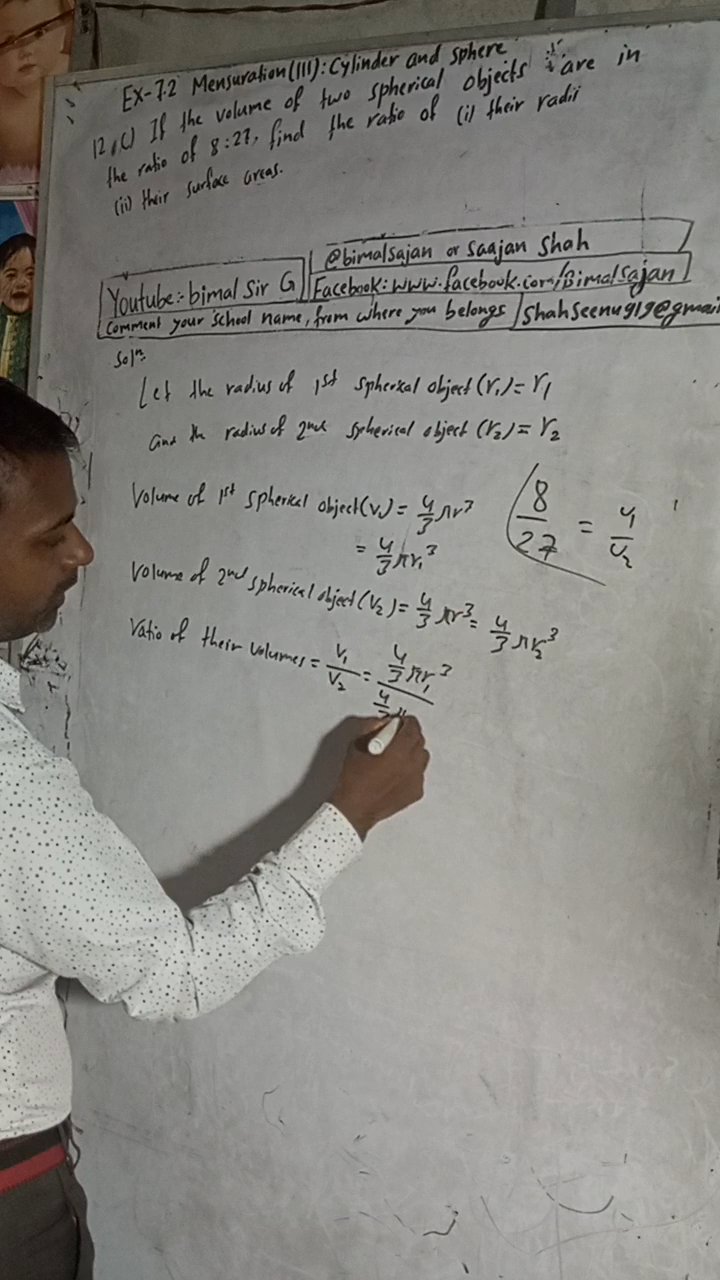 EX-7.2 Mensuration (III): Cylinder and sphere
12. c) If the volume of two spherical objects are in
the ratio of 8:27, find the ratio of (i) their radii
(ii) their surface areas.
@bimalsajan or Saajan Shah
Youtube:- bimal Sir G
Facebook: www.facebook.com/Bimalsajan
Comment your school name, from where you belongs
Shahseenu919@gmai
Solⁿ:
Let the radius of 1st spherical object (r₁) = r₁
and the radius of 2nd spherical object (r₂) = r₂
Volume of 1st spherical object (V₁) = 4/3 πr³
= 4/3 πr₁³
8/27 = V₁/V₂
Volume of 2nd spherical object (V₂) = 4/3 πr³ = 4/3 πr₂³
ratio of their volumes = V₁/V₂ = 4/3 πr₁³
4/3 π